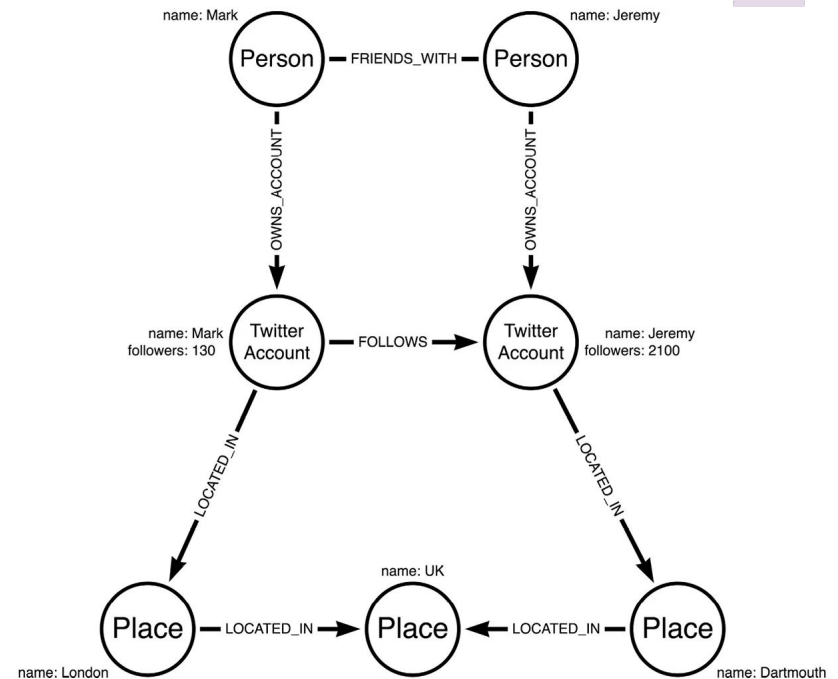 name: Mark
name: Jeremy
Person
FRIENDS_WITH
Person
OWNS_ACCOUNT
OWNS_ACCOUNT
name: Mark
followers: 130
Twitter
Account
FOLLOWS
Twitter
Account
name: Jeremy
followers: 2100
LOCATED_IN
LOCATED_IN
name: UK
Place
LOCATED_IN
Place
LOCATED_IN
Place
name: London
name: Dartmouth